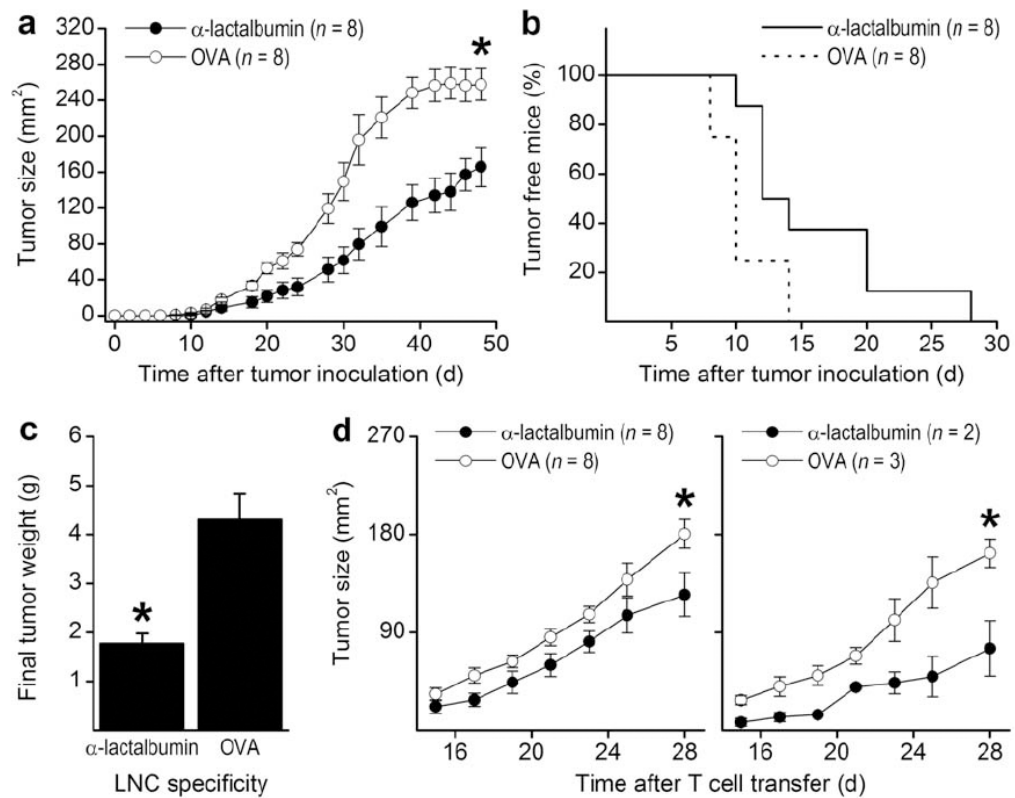 a
α-lactalbumin (n = 8)
OVA (n = 8)
*
Tumor size (mm²)
320
280
240
200
160
120
80
40
0
0 10 20 30 40 50
Time after tumor inoculation (d)
b
α-lactalbumin (n = 8)
OVA (n = 8)
Tumor free mice (%)
100
80
60
40
20
0 5 10 15 20 25 30
Time after tumor inoculation (d)
c
Final tumor weight (g)
6
5
4
3
2
1
*
α-lactalbumin OVA
LNC specificity
d
α-lactalbumin (n = 8)
OVA (n = 8)
*
Tumor size (mm²)
270
180
90
16 20 24 28
α-lactalbumin (n = 2)
OVA (n = 3)
*
16 20 24 28
Time after T cell transfer (d)